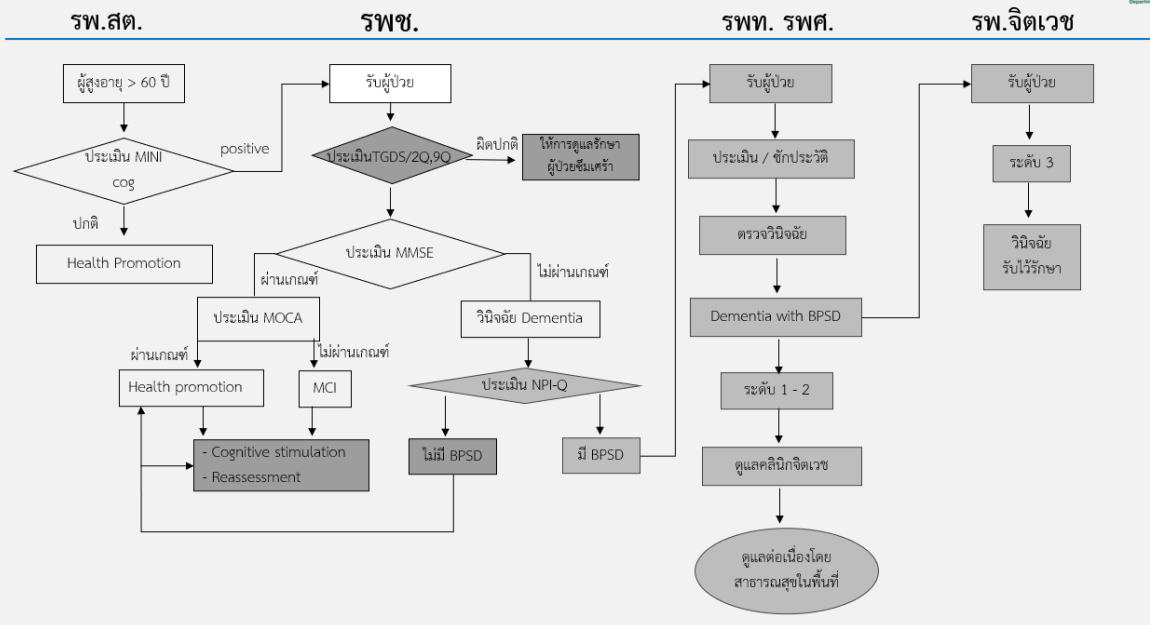 รพ.สต.
รพช.
รพท. รพศ.
รพ.จิตเวช
ผู้สูงอายุ > 60 ปี
ประเมิน MINI
cog
positive
ปกติ
Health Promotion
รับผู้ป่วย
ประเมินTGDS/2Q,9Q
ผิดปกติ
ให้การดูแลรักษา
ผู้ป่วยซึมเศร้า
ประเมิน MMSE
ผ่านเกณฑ์
ไม่ผ่านเกณฑ์
ประเมิน MOCA
วินิจฉัย Dementia
ผ่านเกณฑ์
ไม่ผ่านเกณฑ์
Health promotion
MCI
ประเมิน NPI-Q
- Cognitive stimulation
- Reassessment
ไม่มี BPSD
มี BPSD
รับผู้ป่วย
ประเมิน / ซักประวัติ
ตรวจวินิจฉัย
Dementia with BPSD
ระดับ 1 - 2
ดูแลคลินิกจิตเวช
ดูแลต่อเนื่องโดย
สาธารณสุขในพื้นที่
รับผู้ป่วย
ระดับ 3
วินิจฉัย
รับไว้รักษา